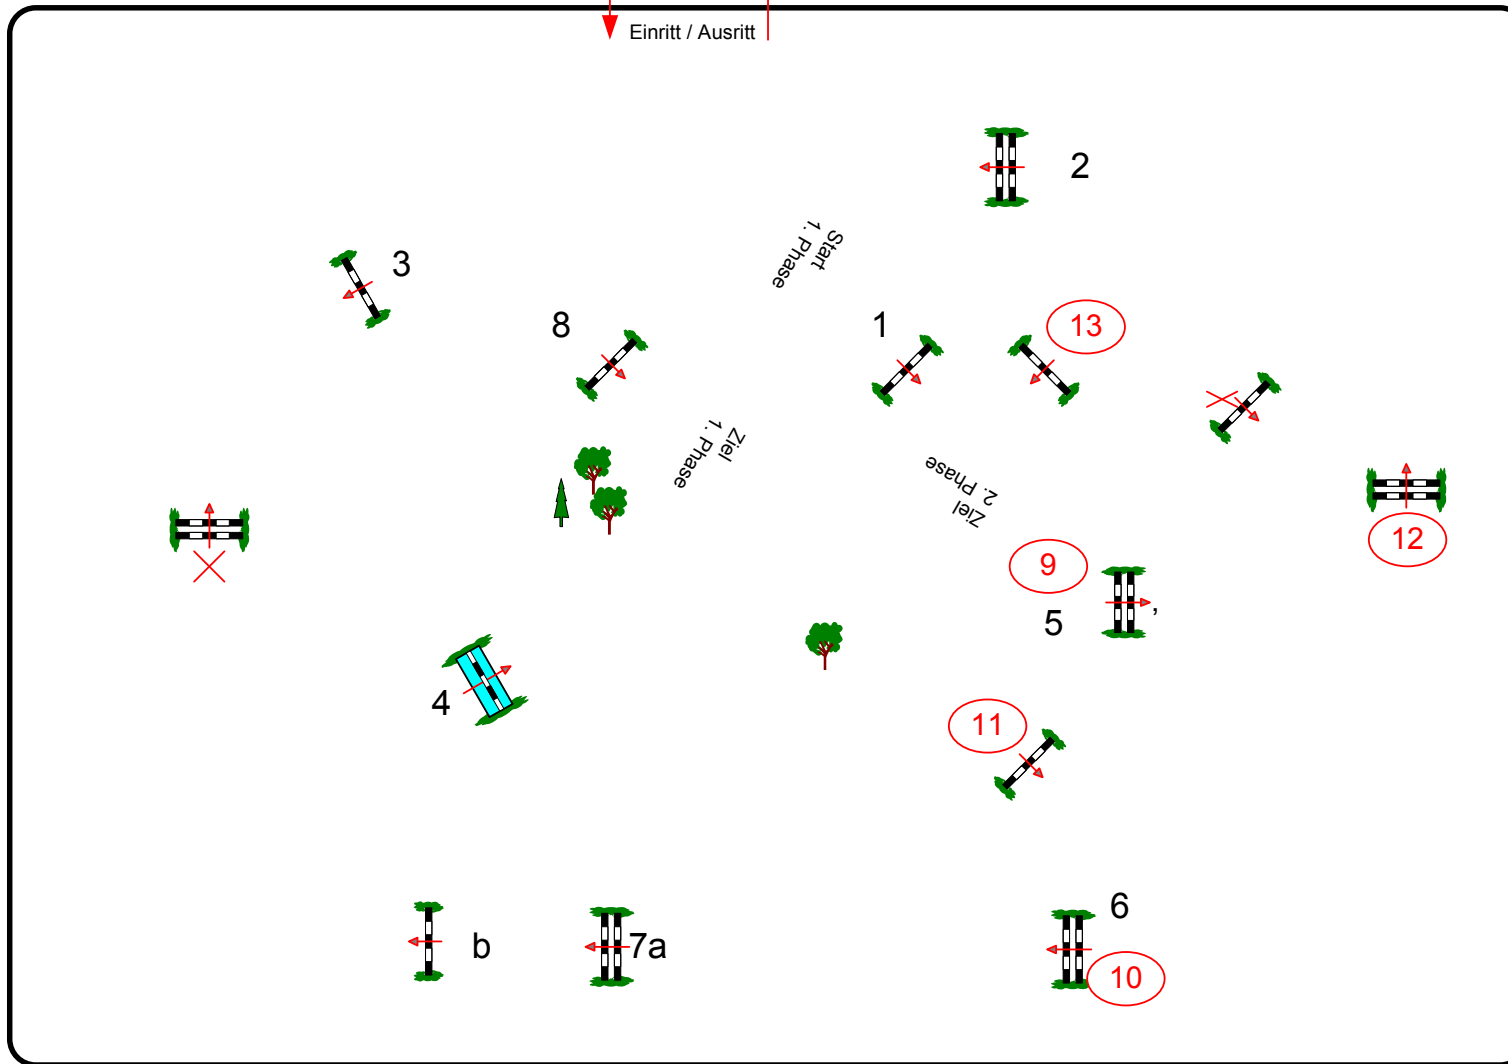 Einritt / Ausritt
2
Start
1. Phase
3
8
1
13
Ziel
1. Phase
Ziel
2. Phase
12
9
5
,
4
11
6
b
7a
10